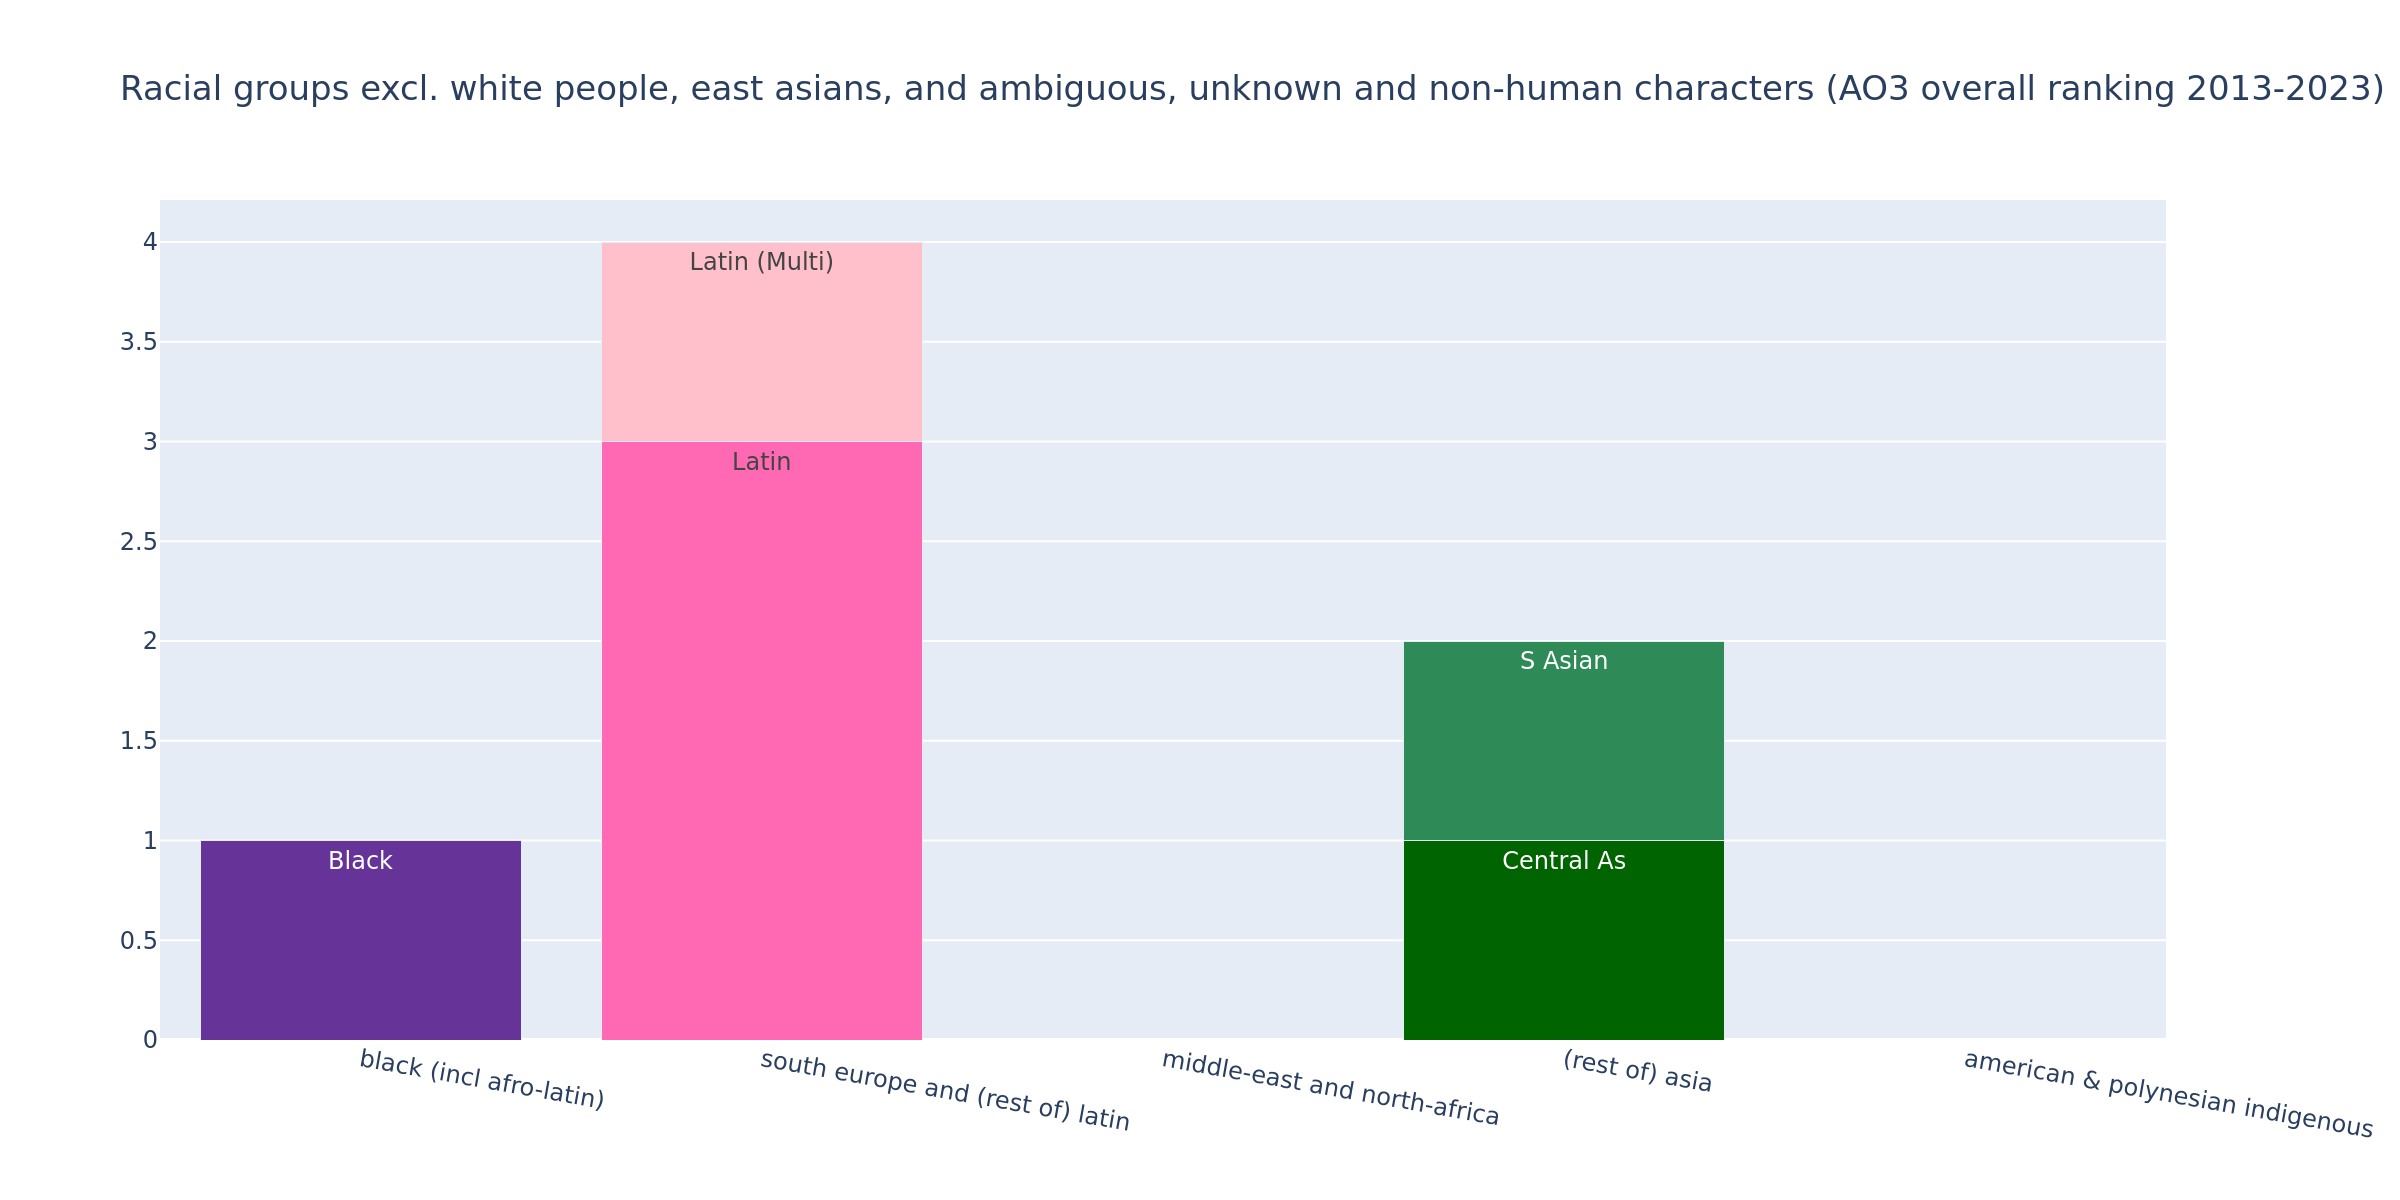 Racial groups excl. white people, east asians, and ambiguous, unknown and non-human characters (AO3 overall ranking 2013-2023)
4
3.5
3
2.5
2
1.5
1
0.5
0
Latin (Multi)
Latin
S Asian
Black
Central As
black (incl afro-latin)
south europe and (rest of) latin
middle-east and north-africa
(rest of) asia
american & polynesian indigenous